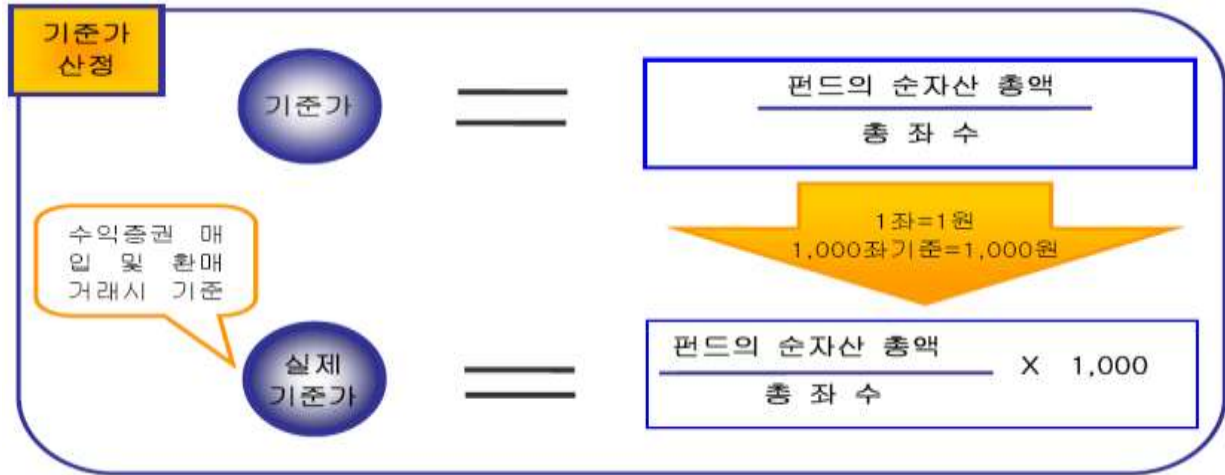 기준가
산정
기준가
펀드의 순자산 총액
총 좌 수
1좌=1원
1,000좌기준=1,000원
수익증권 매
입 및 환매
거래시 기준
실제
기준가
펀드의 순자산 총액
총 좌 수
X 1,000